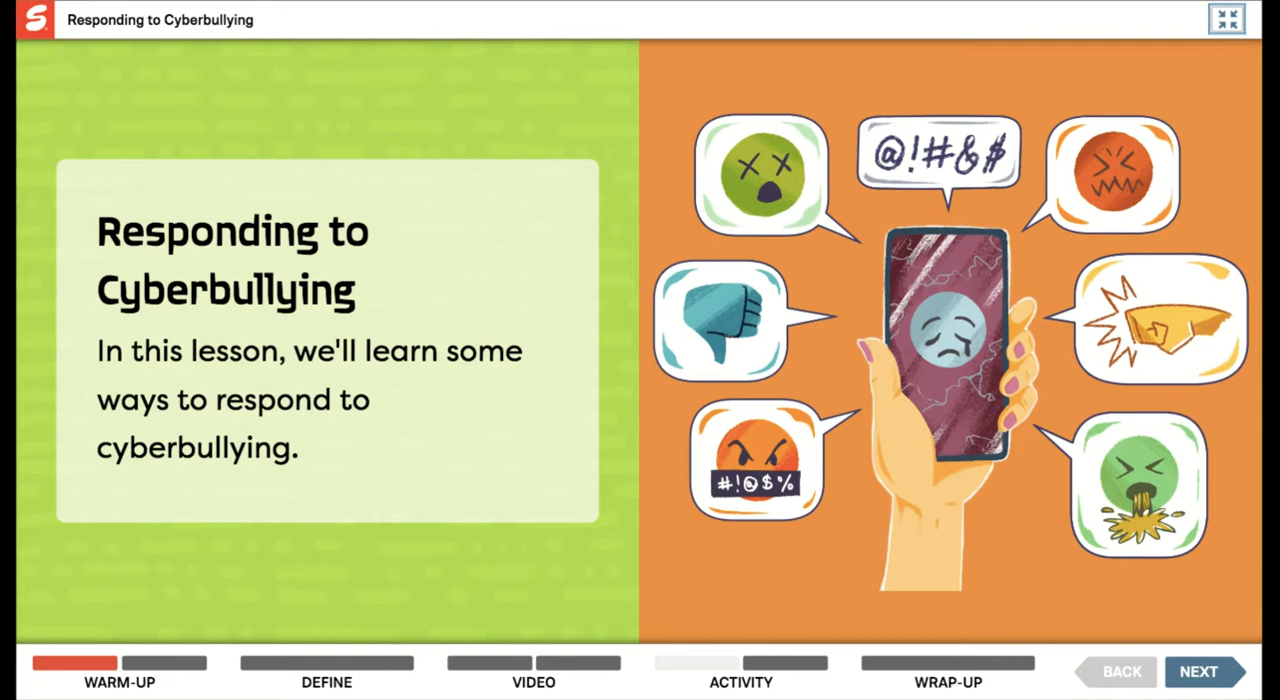 Responding to Cyberbullying
@!#&$
Responding to
Cyberbullying
In this lesson, we'll learn some
ways to respond to
cyberbullying.
#!@$%
WARM-UP
DEFINE
VIDEO
ACTIVITY
WRAP-UP
BACK
NEXT